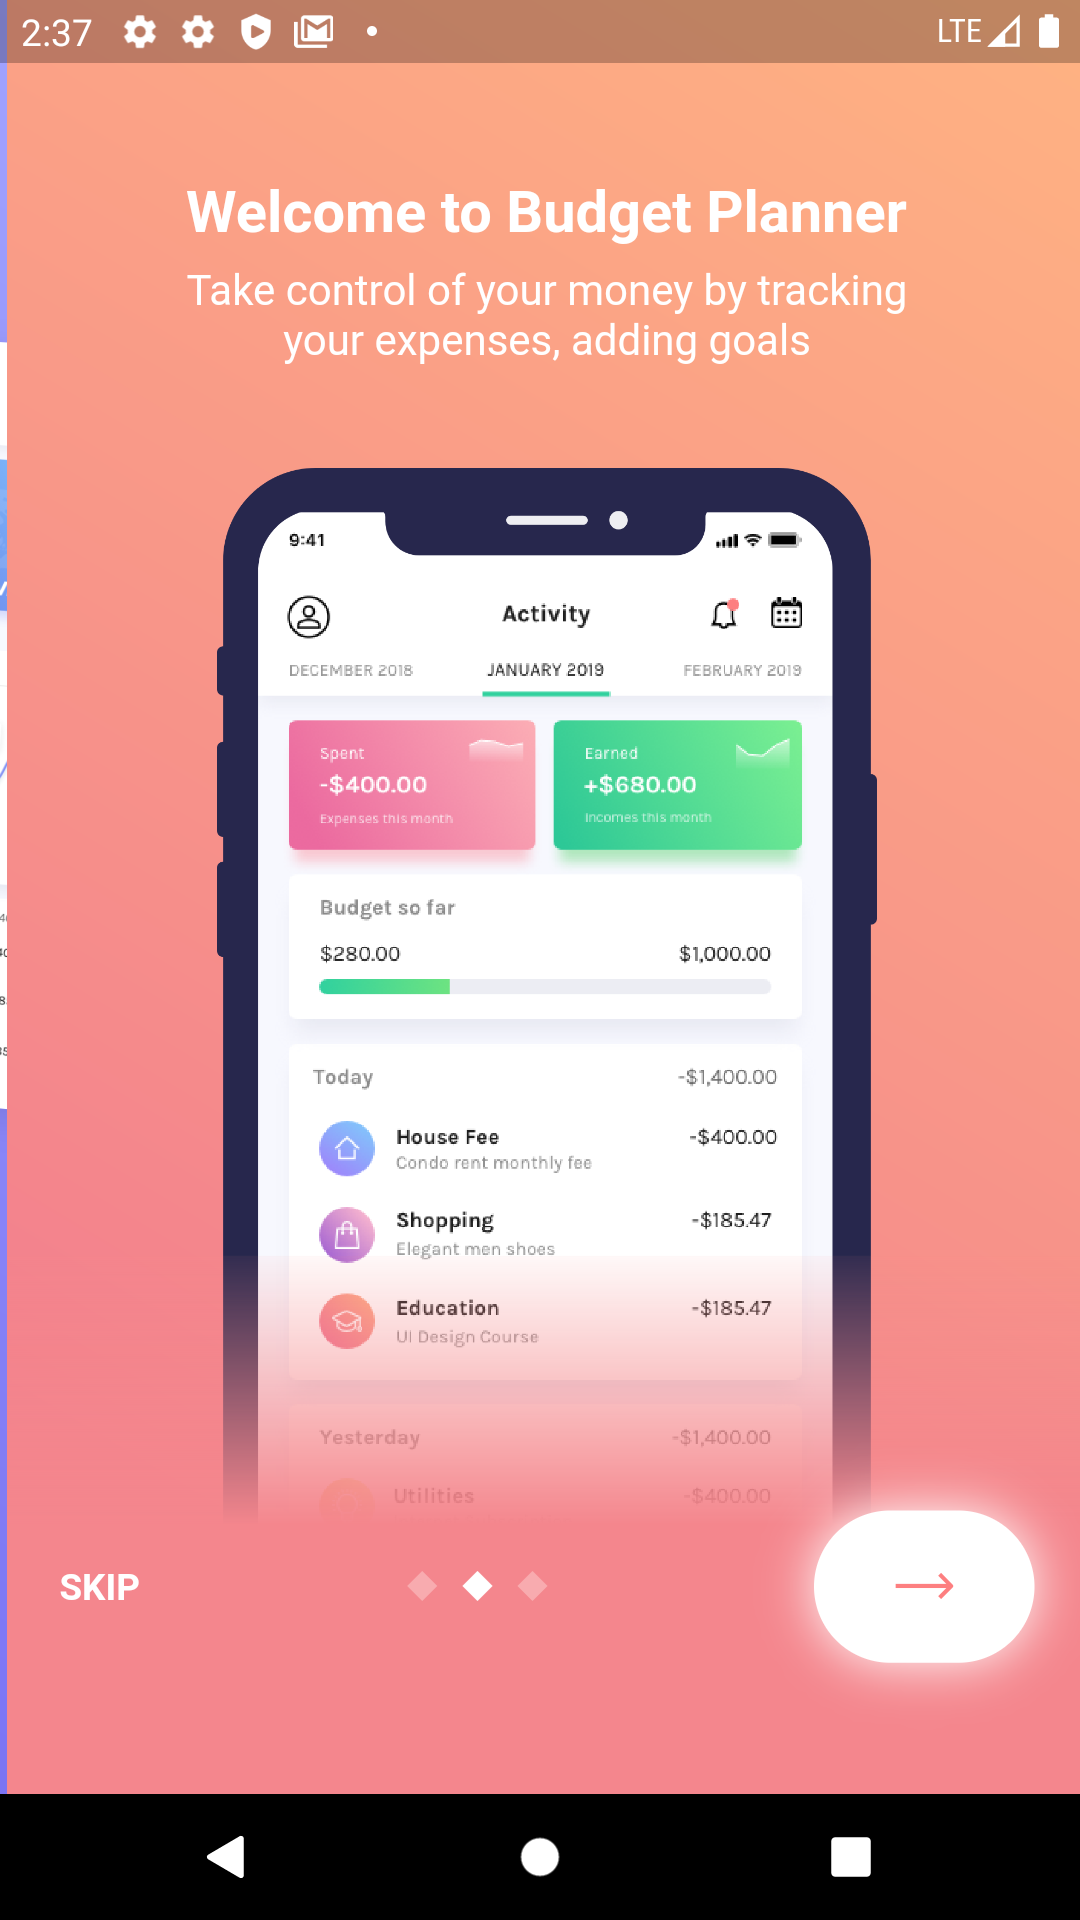 2:37
LTE
Welcome to Budget Planner
Take control of your money by tracking
your expenses, adding goals
9:41
Activity
DECEMBER 2018 JANUARY 2019 FEBRUARY 2019
Spent
-$400.00
Expenses this month
Earned
+$680.00
Incomes this month
Budget so far
$280.00 $1,000.00
Today -$1,400.00
House Fee -$400.00
Condo rent monthly fee
Shopping -$185.47
Elegant men shoes
Education -$185.47
UI Design Course
Yesterday -$1,400.00
Utilities -$400.00
SKIP